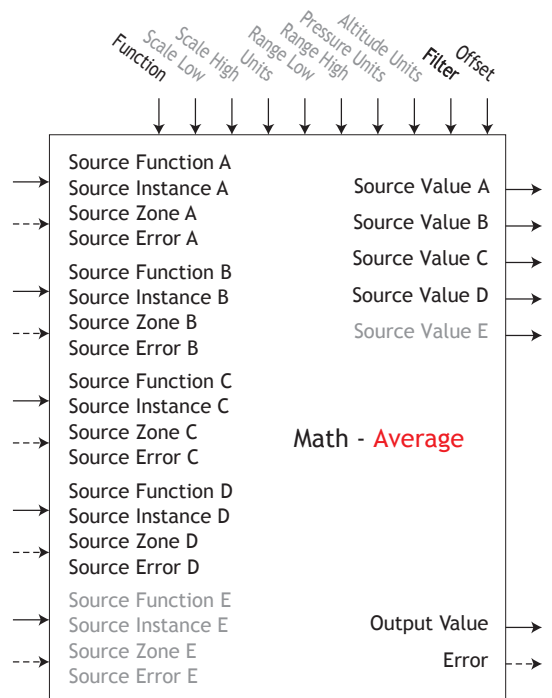 Function
Scale Low
Scale High
Units
Range Low
Range High
Pressure Units
Altitude Units
Filter
Offset
Source Function A
Source Instance A
Source Zone A
Source Error A
Source Function B
Source Instance B
Source Zone B
Source Error B
Source Function C
Source Instance C
Source Zone C
Source Error C
Source Function D
Source Instance D
Source Zone D
Source Error D
Source Function E
Source Instance E
Source Zone E
Source Error E
Source Value A
Source Value B
Source Value C
Source Value D
Source Value E
Math - Average
Output Value
Error